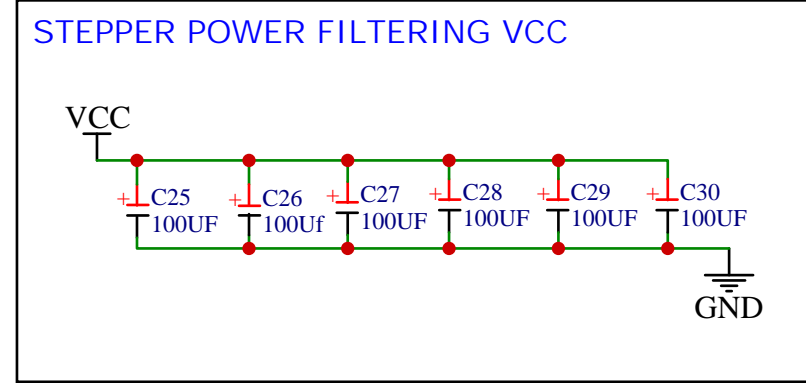 STEPPER POWER FILTERING VCC
VCC
+ C25
100UF
+ C26
100Uf
+ C27
100UF
+ C28
100UF
+ C29
100UF
+ C30
100UF
GND